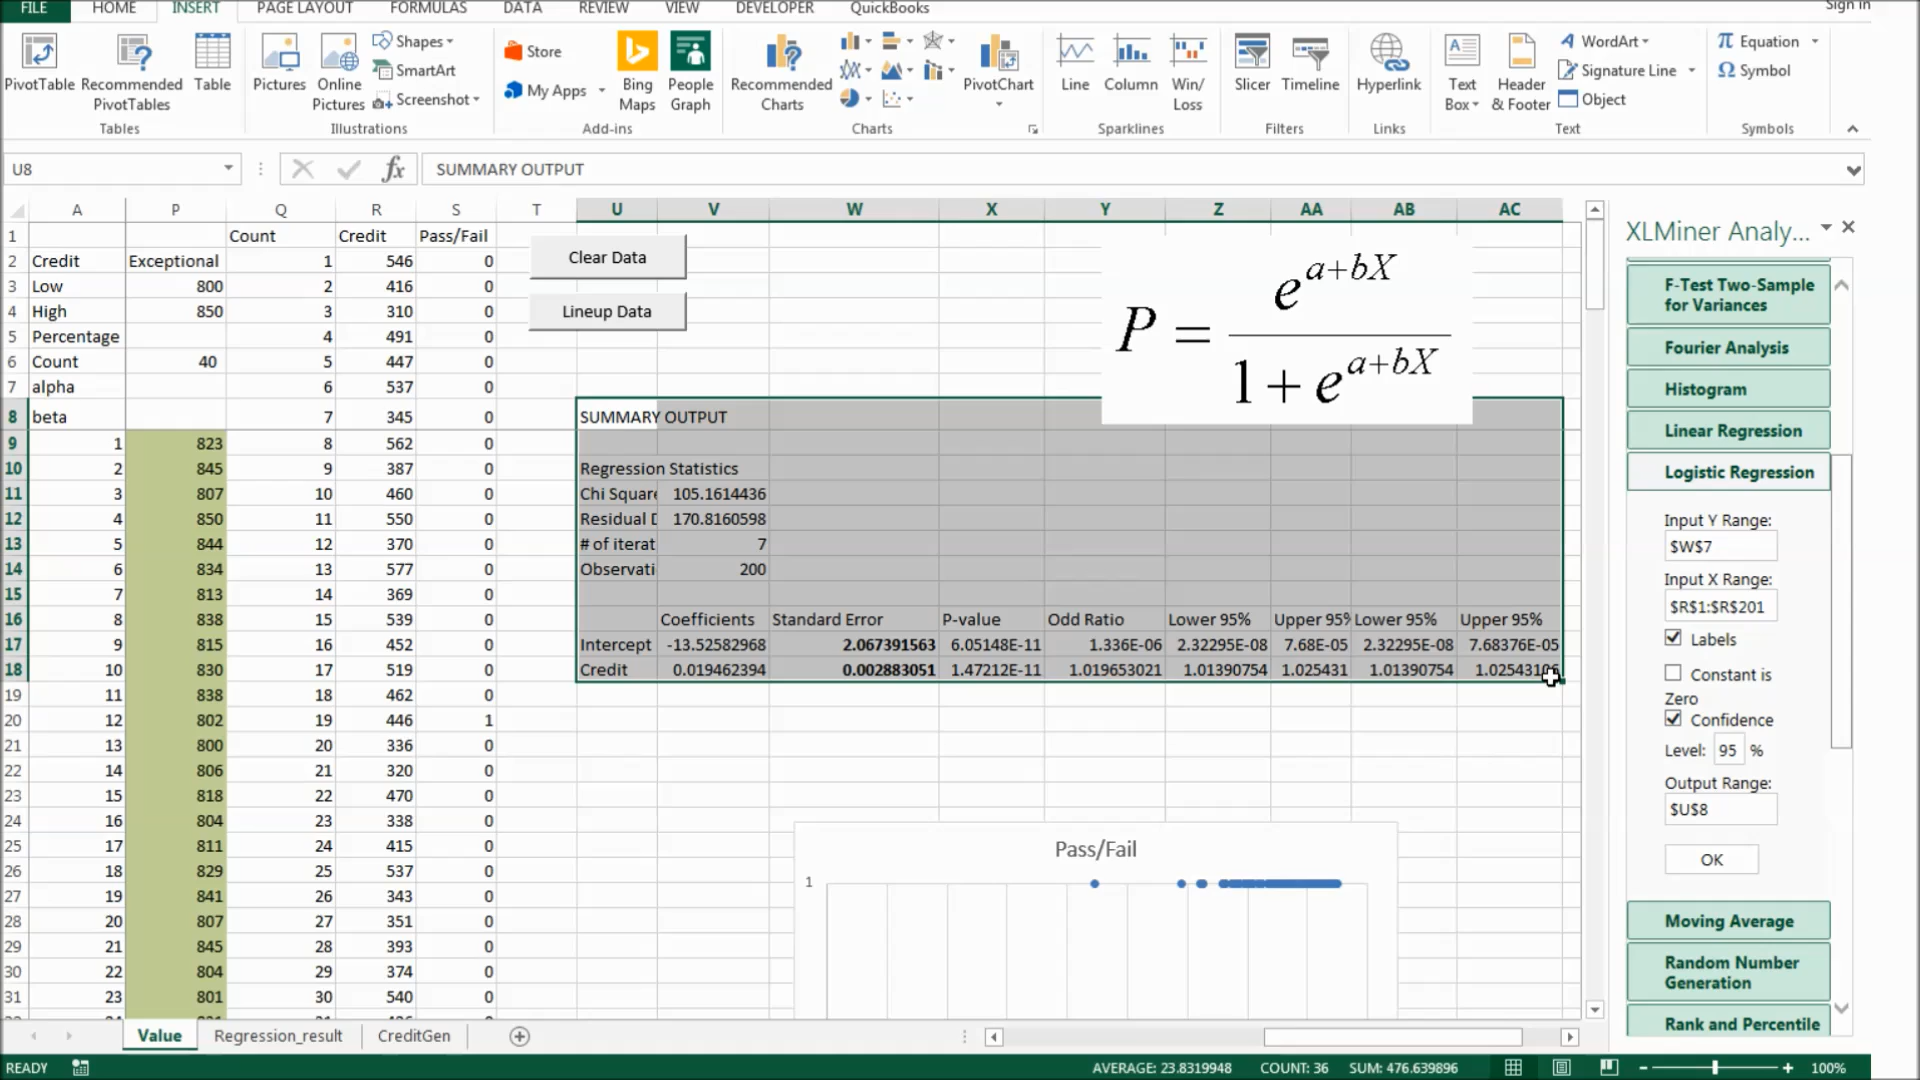 FILE HOME INSERT PAGE LAYOUT FORMULAS DATA REVIEW VIEW DEVELOPER QuickBooks Sign in
PivotTable Recommended PivotTables Table
Tables
Pictures Online Pictures Shapes SmartArt Screenshot
Illustrations
Store My Apps Bing Maps People Graph
Add-ins
Recommended Charts PivotChart
Charts
Line Column Win/Loss
Sparklines
Slicer Timeline
Filters
Hyperlink
Links
Text Box Header & Footer WordArt Signature Line Object
Text
Equation Symbol
Symbols
U8 fx SUMMARY OUTPUT
A P Q R S T U V W X Y Z AA AB AC
1 Count Credit Pass/Fail
2 Credit Exceptional 1 546 0
3 Low 800 2 416 0
4 High 850 3 310 0
5 Percentage 4 491 0
6 Count 40 5 447 0
7 alpha 6 537 0
8 beta 7 345 0 SUMMARY OUTPUT
9 1 823 8 562 0
10 2 845 9 387 0 Regression Statistics
11 3 807 10 460 0 Chi Square 105.1614436
12 4 850 11 550 0 Residual D 170.8160598
13 5 844 12 370 0 # of iterat 7
14 6 834 13 577 0 Observati 200
15 7 813 14 369 0
16 8 838 15 539 0 Coefficients Standard Error P-value Odd Ratio Lower 95% Upper 95% Lower 95% Upper 95%
17 9 815 16 452 0 Intercept -13.52582968 2.067391563 6.05148E-11 1.336E-06 2.32295E-08 7.68E-05 2.32295E-08 7.68376E-05
18 10 830 17 519 0 Credit 0.019462394 0.002883051 1.47212E-11 1.019653021 1.01390754 1.025431 1.01390754
19 11 838 18 462 0
20 12 802 19 446 1
21 13 800 20 336 0
22 14 806 21 320 0
23 15 818 22 470 0
24 16 804 23 338 0
25 17 811 24 415 0
26 18 829 25 537 0
27 19 841 26 343 0
28 20 807 27 351 0
29 21 845 28 393 0
30 22 804 29 374 0
31 23 801 30 540 0
Clear Data
Lineup Data
P = e^{a+bX} / 1 + e^{a+bX}
Pass/Fail
1
XLMiner Analy...
F-Test Two-Sample for Variances
Fourier Analysis
Histogram
Linear Regression
Logistic Regression
Input Y Range:
$W$7
Input X Range:
$R$1:$R$201
Labels
Constant is
Zero
Confidence
Level: 95 %
Output Range:
$U$8
OK
Moving Average
Random Number Generation
Rank and Percentile
Value Regression_result CreditGen
READY AVERAGE: 23.8319948 COUNT: 36 SUM: 476.639896 100%